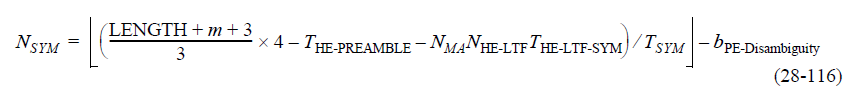 N_SYM = ⌊((LENGTH + m + 3)/3 × 4 – T_HE-PREAMBLE – N_MA N_HE-LTF T_HE-LTF-SYM) / T_SYM⌋ – b_PE-Disambiguity
(28-116)